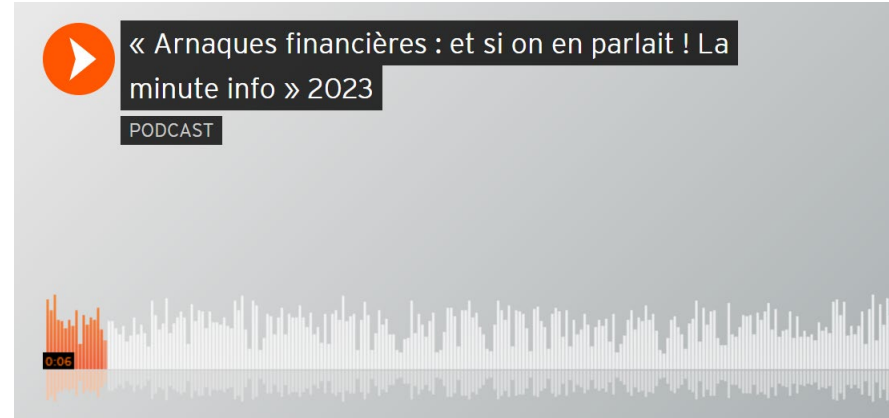 « Arnaques financières : et si on en parlait ! La
minute info » 2023
PODCAST
0:06